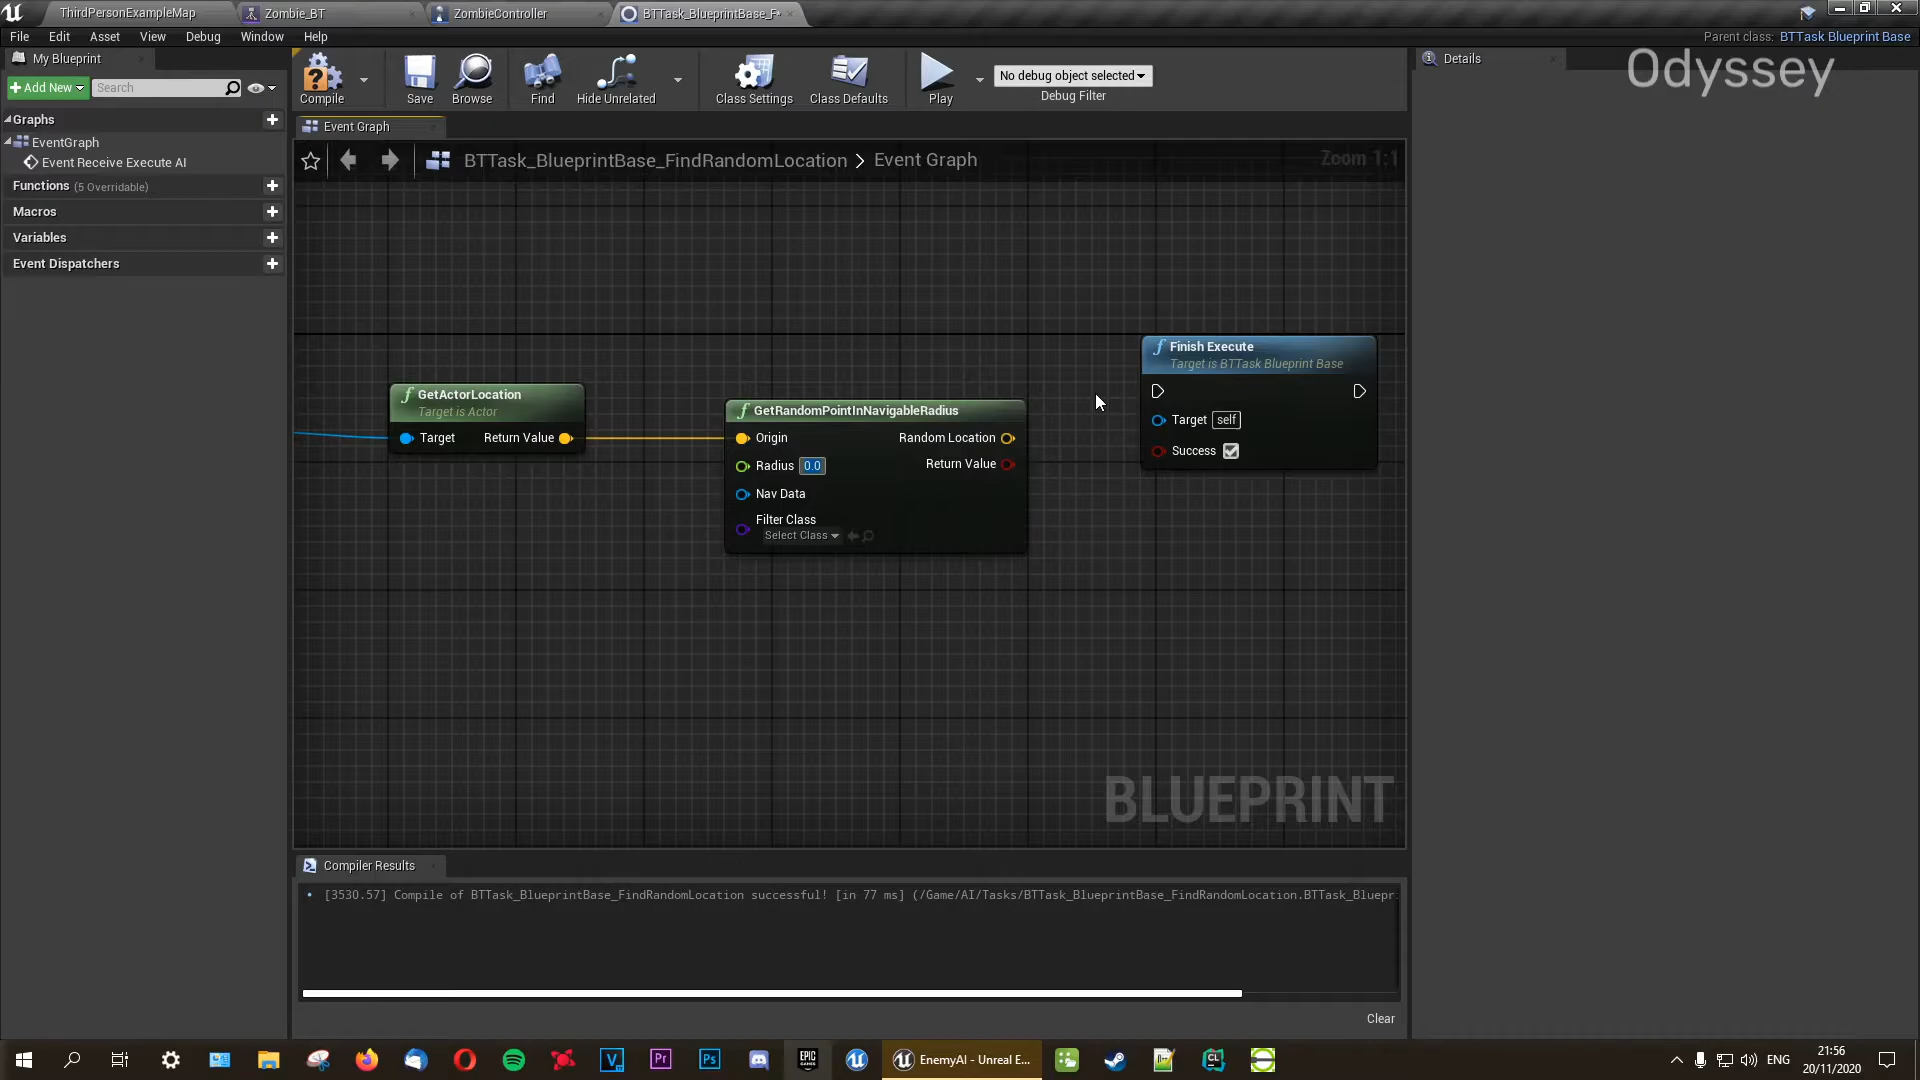 ThirdPersonExampleMap
Zombie_BT
ZombieController
BTTask_BlueprintBase_F*
File Edit Asset View Debug Window Help
Parent class: BTTask Blueprint Base
My Blueprint
Details
Odyssey
+ Add New
Search
Compile
Save
Browse
Find
Hide Unrelated
Class Settings
Class Defaults
Play
No debug object selected
Debug Filter
Graphs
EventGraph
Event Receive Execute AI
Functions (5 Overridable)
Macros
Variables
Event Dispatchers
Event Graph
BTTask_BlueprintBase_FindRandomLocation > Event Graph
Zoom 1:1
f GetActorLocation
Target is Actor
Target Return Value
f GetRandomPointInNavigableRadius
Origin Random Location
Radius 0.0 Return Value
Nav Data
Filter Class
Select Class
f Finish Execute
Target is BTTask Blueprint Base
Target self
Success
BLUEPRINT
Compiler Results
• [3530.57] Compile of BTTask_BlueprintBase_FindRandomLocation successful! [in 77 ms] (/Game/AI/Tasks/BTTask_BlueprintBase_FindRandomLocation.BTTask_Bluepr
Clear
V
Pr
Ps
EPIC
GAMES
EnemyAI - Unreal E...
CL
ENG
21:56
20/11/2020